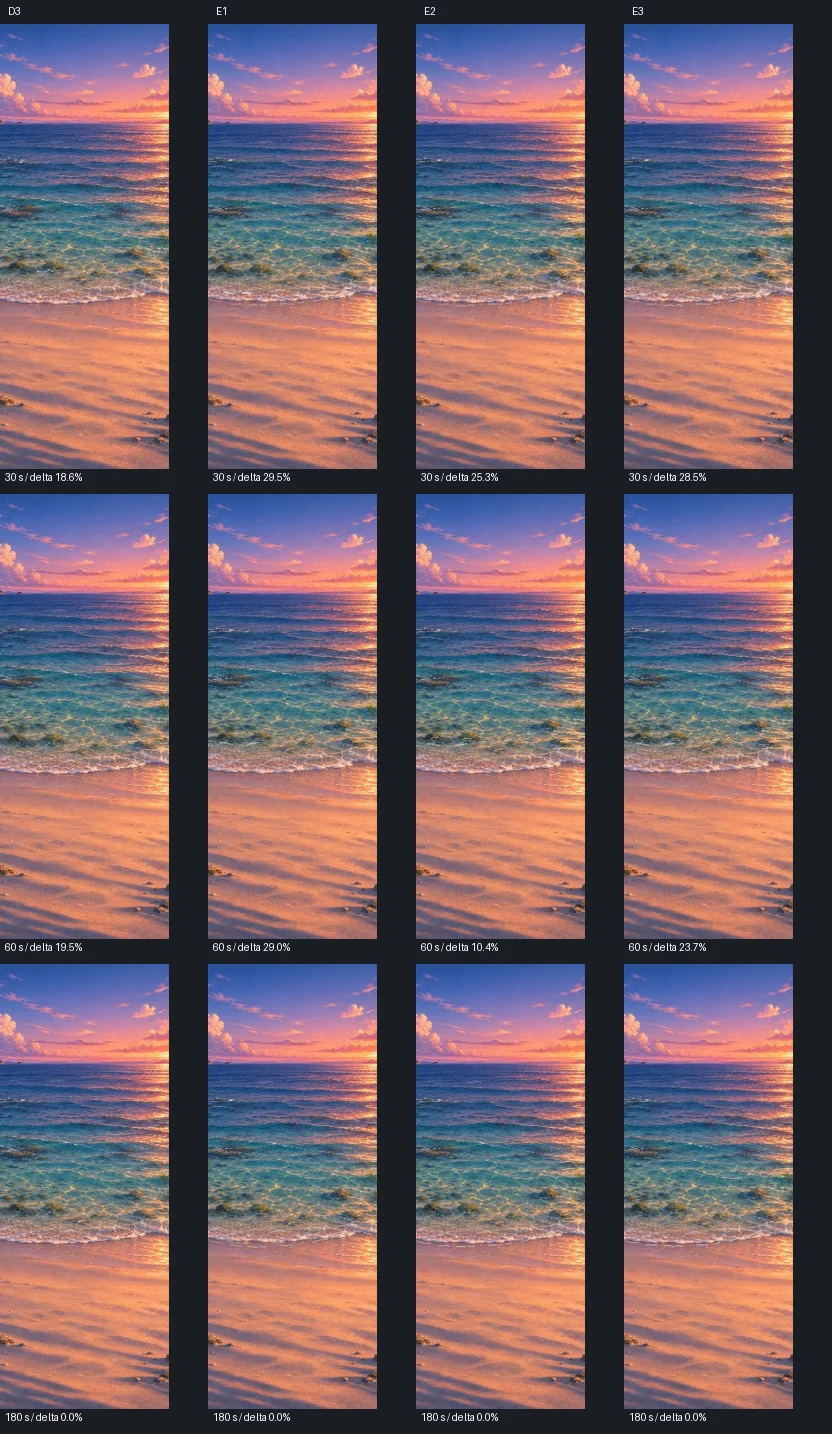 D3 E1 E2 E3
30 s / delta 18.6% 30 s / delta 29.5% 30 s / delta 25.3% 30 s / delta 28.5%
60 s / delta 19.5% 60 s / delta 29.0% 60 s / delta 10.4% 60 s / delta 23.7%
180 s / delta 0.0% 180 s / delta 0.0% 180 s / delta 0.0% 180 s / delta 0.0%